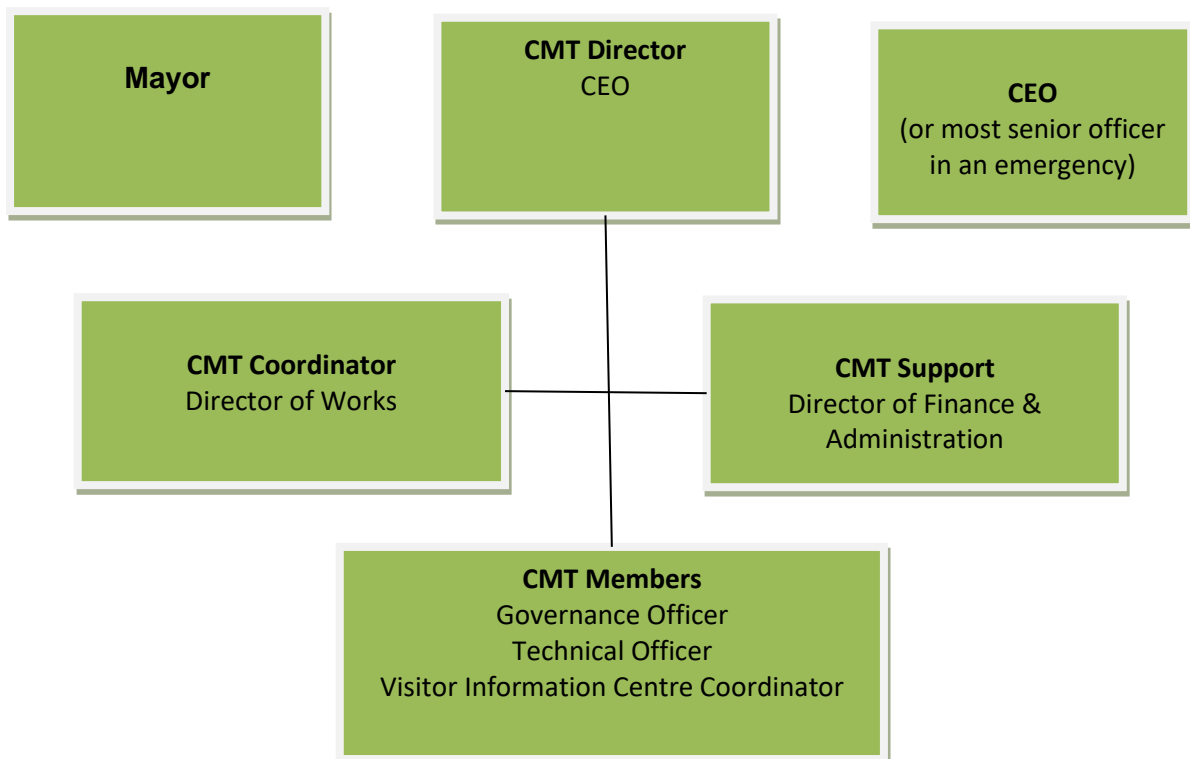 Mayor
CMT Director
CEO
CEO
(or most senior officer
in an emergency)
CMT Coordinator
Director of Works
CMT Support
Director of Finance &
Administration
CMT Members
Governance Officer
Technical Officer
Visitor Information Centre Coordinator